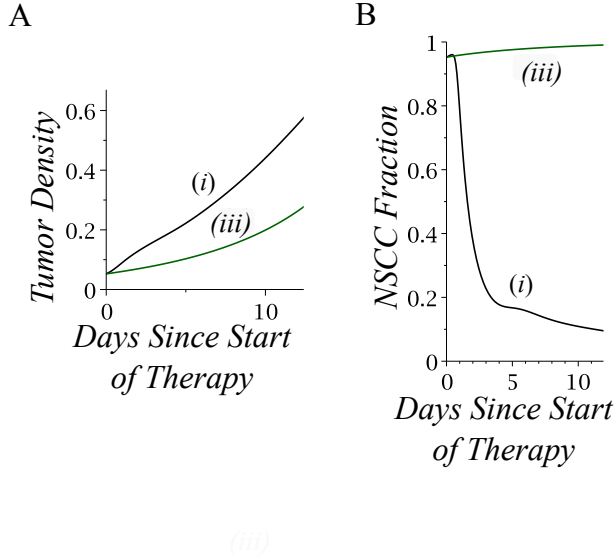 A
B
Tumor Density
0.6
0.4
0.2
0
0
10
(i)
(iii)
Days Since Start
of Therapy
NSCC Fraction
1
0.8
0.6
0.4
0.2
0
0
5
10
(iii)
(i)
Days Since Start
of Therapy
(iii)